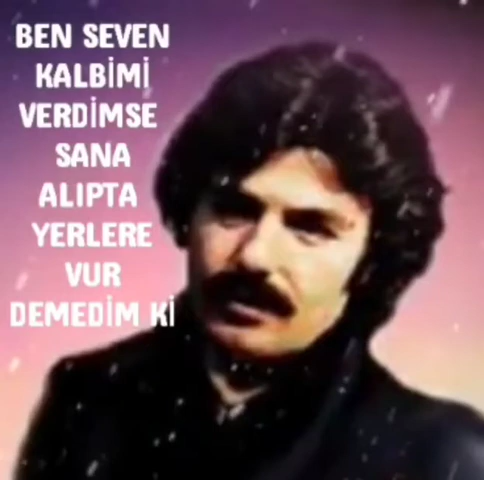 BEN SEVEN
KALBİMİ
VERDİMSE
SANA
ALIPTA
YERLERE
VUR
DEMEDİM Kİ